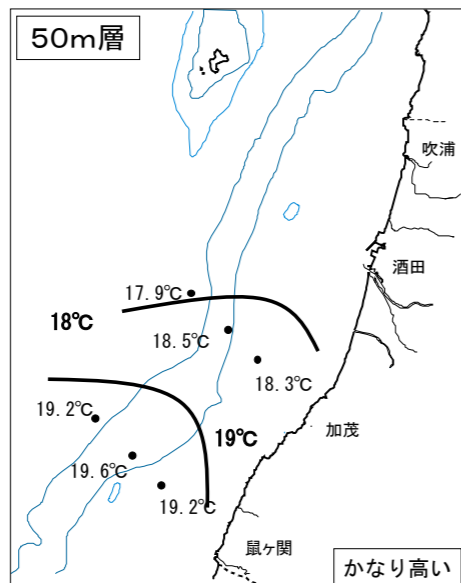 50m層
吹浦
酒田
17.9℃
18℃
18.5℃
18.3℃
19.2℃
19℃
加茂
19.6℃
19.2℃
鼠ヶ関
かなり高い